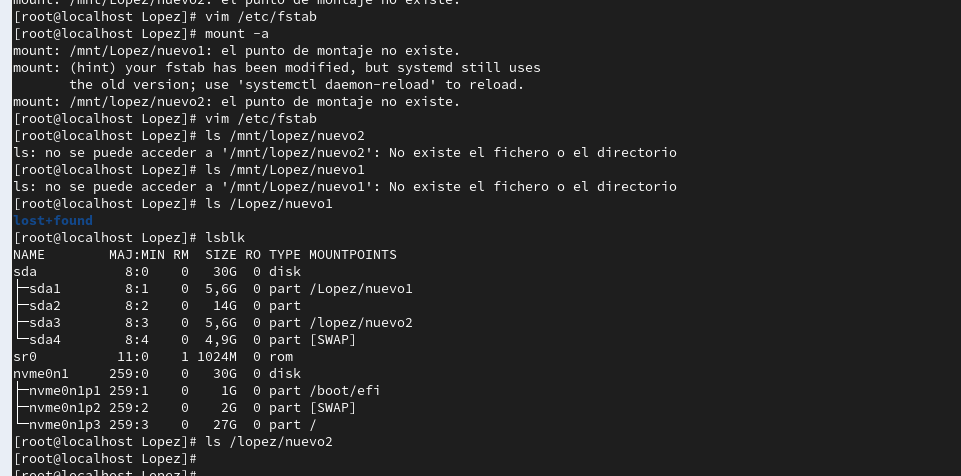 mount: /mnt/lopez/nuevo2: el punto de montaje no existe.
[root@localhost Lopez]# vim /etc/fstab
[root@localhost Lopez]# mount -a
mount: /mnt/Lopez/nuevo1: el punto de montaje no existe.
mount: (hint) your fstab has been modified, but systemd still uses
       the old version; use 'systemctl daemon-reload' to reload.
mount: /mnt/lopez/nuevo2: el punto de montaje no existe.
[root@localhost Lopez]# vim /etc/fstab
[root@localhost Lopez]# ls /mnt/lopez/nuevo2
ls: no se puede acceder a '/mnt/lopez/nuevo2': No existe el fichero o el directorio
[root@localhost Lopez]# ls /mnt/Lopez/nuevo1
ls: no se puede acceder a '/mnt/Lopez/nuevo1': No existe el fichero o el directorio
[root@localhost Lopez]# ls /Lopez/nuevo1
lost+found
[root@localhost Lopez]# lsblk
NAME        MAJ:MIN RM  SIZE RO TYPE MOUNTPOINTS
sda           8:0    0   30G  0 disk
├─sda1        8:1    0  5,6G  0 part /Lopez/nuevo1
├─sda2        8:2    0   14G  0 part
├─sda3        8:3    0  5,6G  0 part /lopez/nuevo2
└─sda4        8:4    0  4,9G  0 part [SWAP]
sr0          11:0    1 1024M  0 rom
nvme0n1     259:0    0   30G  0 disk
├─nvme0n1p1 259:1    0    1G  0 part /boot/efi
├─nvme0n1p2 259:2    0    2G  0 part [SWAP]
└─nvme0n1p3 259:3    0   27G  0 part /
[root@localhost Lopez]# ls /lopez/nuevo2
[root@localhost Lopez]#
[root@localhost Lopez]#